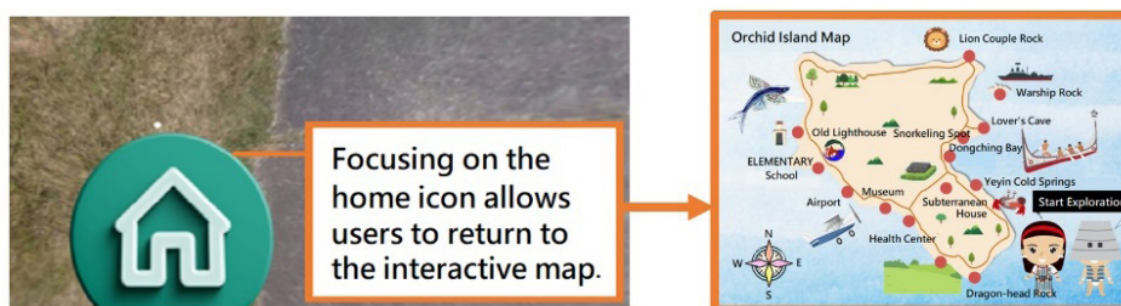 Focusing on the
home icon allows
users to return to
the interactive map.
Orchid Island Map
Lion Couple Rock
Warship Rock
Lover's Cave
Old Lighthouse
Snorkeling Spot
Dongching Bay
ELEMENTARY
School
Yeyin Cold Springs
Museum
Subterranean
House
Airport
Start Exploration
Health Center
N
W
E
S
Dragon-head Rock